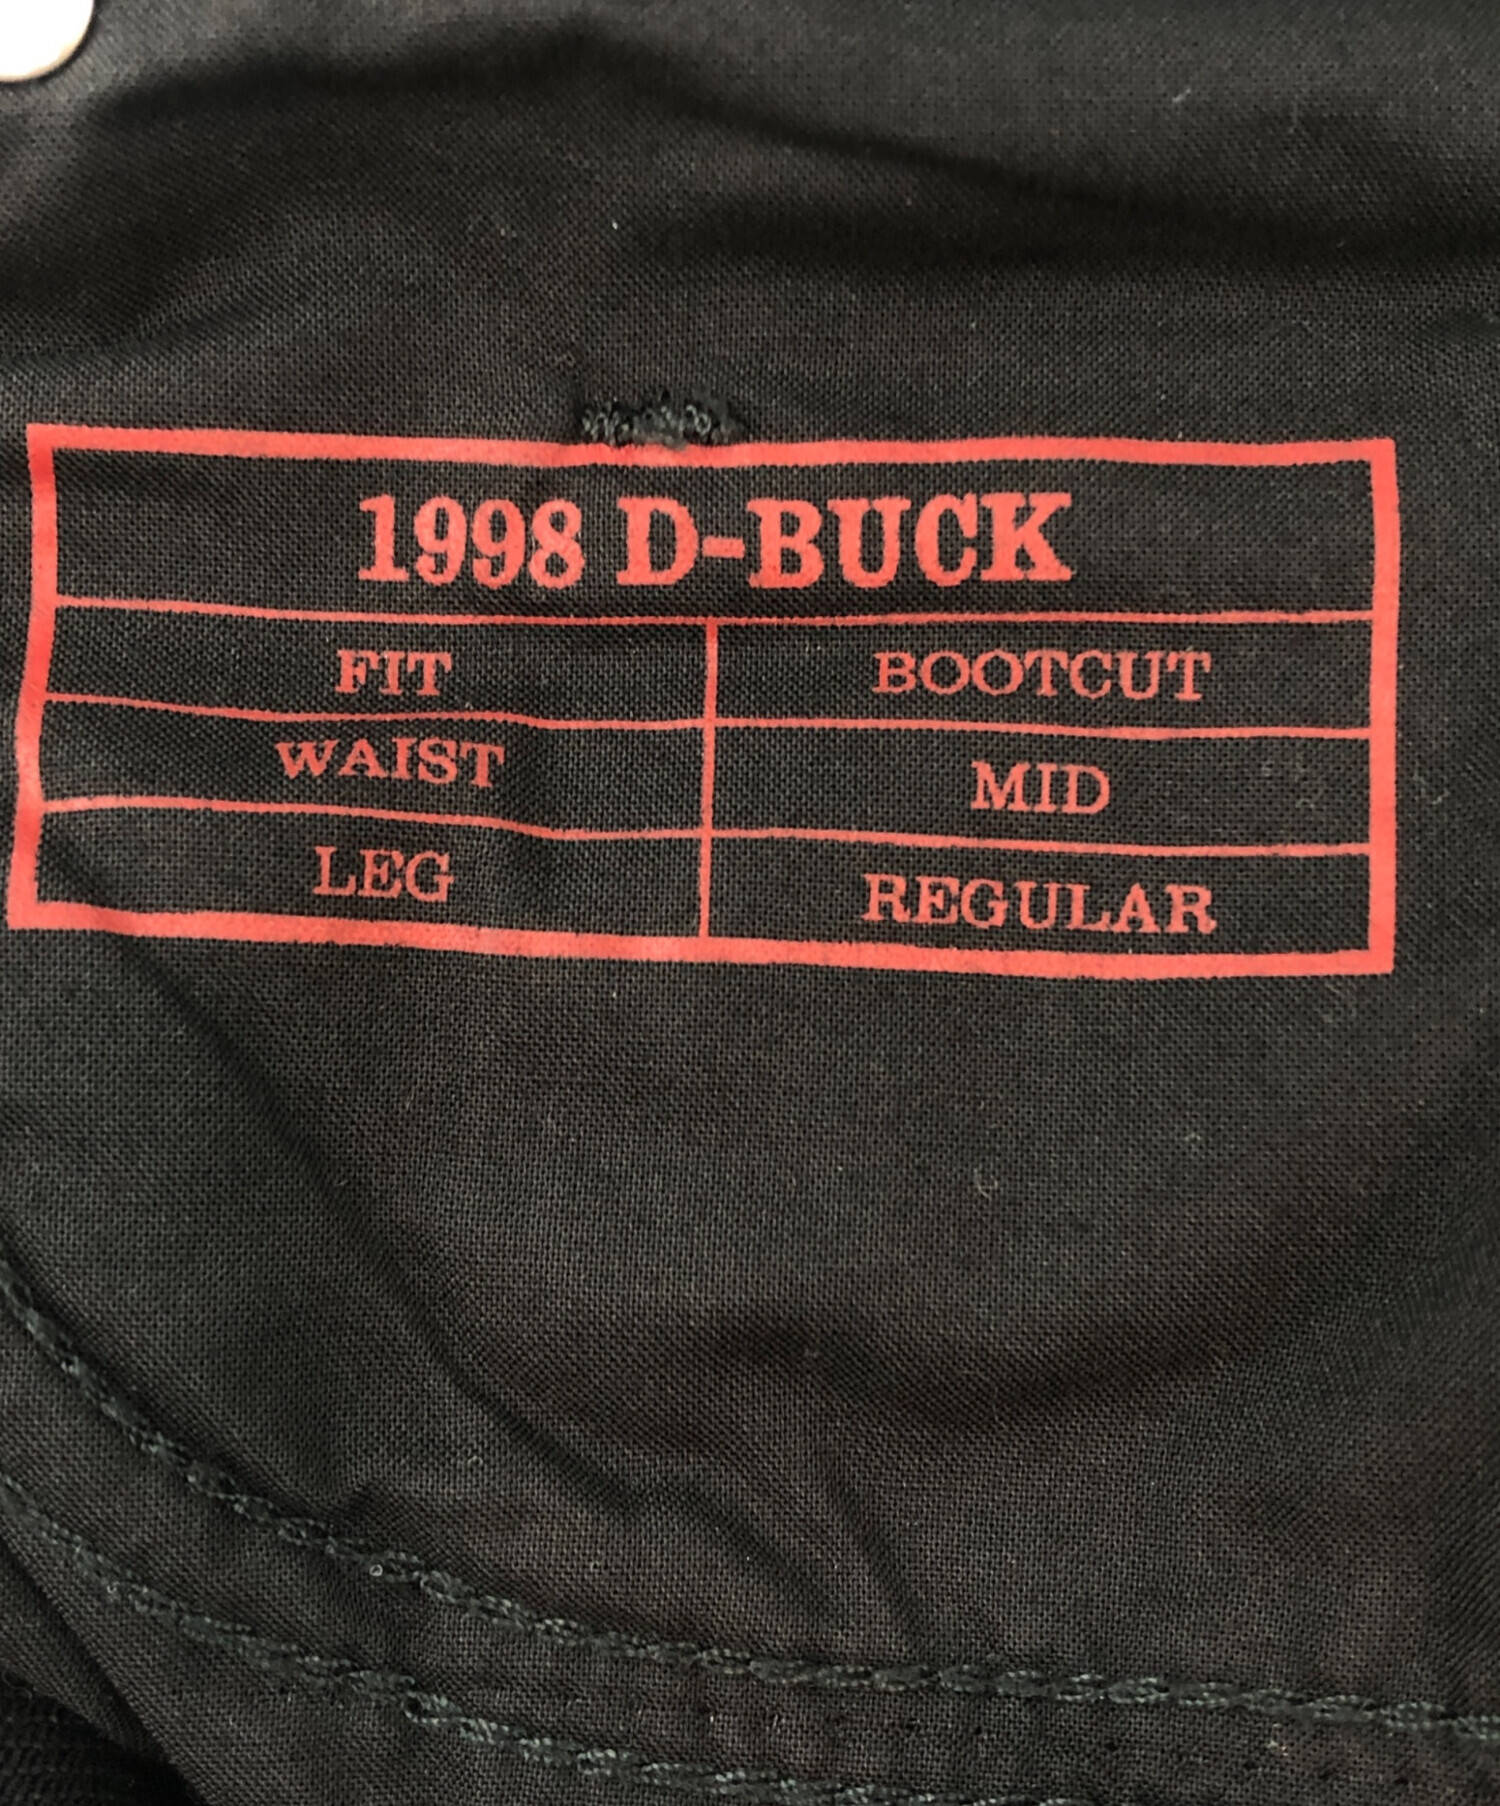 1998 D-BUCK
FIT BOOTCUT
WAIST MID
LEG REGULAR